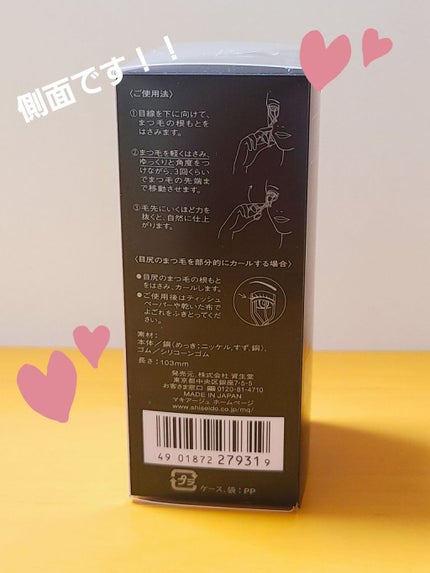 側面です!!
〈ご使用法〉
①目線を下に向けて、
まつ毛の根もとを
はさみます。
②まつ毛を軽くはさみ、
ゆっくりと角度をつ
けながら、3回くらい
でまつ毛の先端ま
で移動させます。
③毛先にいくほど力を
抜くと、自然に仕上
がります。
〈目尻のまつ毛を部分的にカールする場合〉
●目尻のまつ毛の根もと
をはさみ、カールします。
●ご使用後はティッシュ
ペーパーや乾いた布で
よごれをふきとってくだ
さい。
素材:
本体/鋼(めっき:ニッケル、すず、銅)、
ゴム/シリコーンゴム
長さ:103mm
発売元、株式会社 資生堂
東京都中央区銀座7-5-5
お客さま窓口 0120-81-4710
MADE IN JAPAN
マキアージュ ホームページ
www.shiseido.co.jp/mq/
4 901872 279319
プラ
ケース、袋:PP